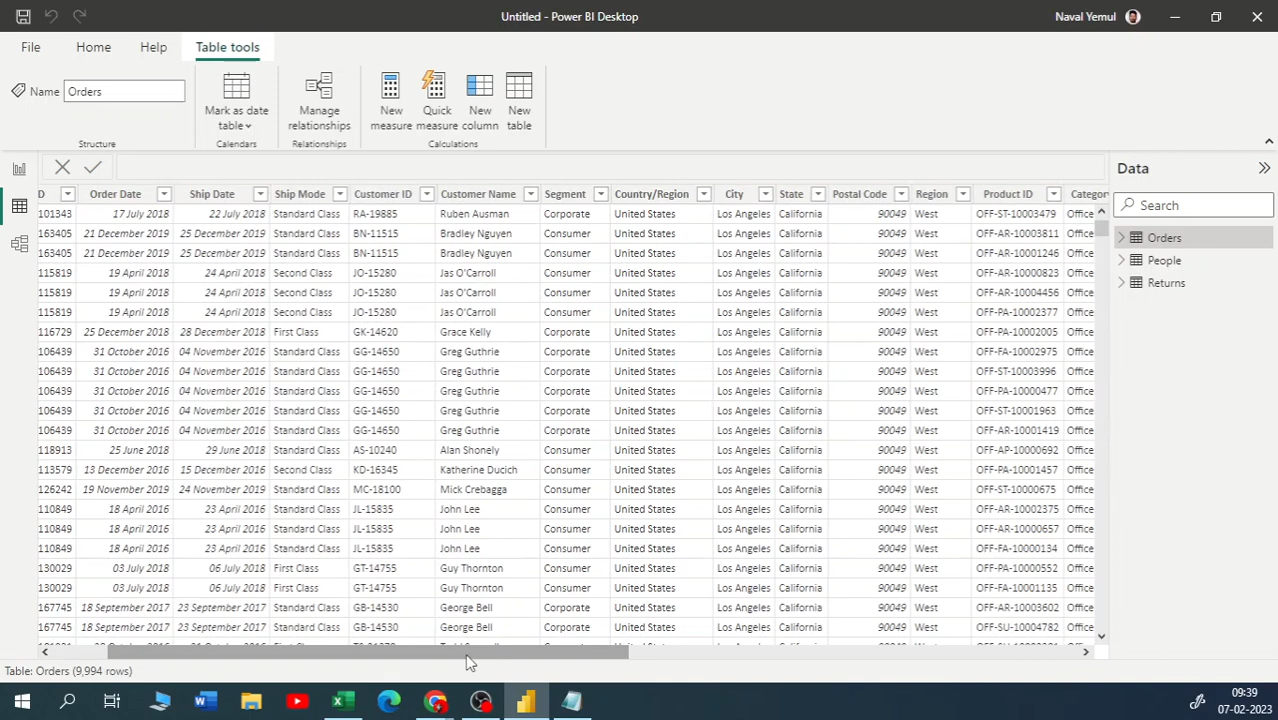 Untitled - Power BI Desktop
Naval Yemul
File Home Help Table tools
Name Orders
Mark as date table
Manage relationships
New measure
Quick measure
New column
New table
Structure Calendars Relationships Calculations
Data
Search
Orders
People
Returns
D Order Date Ship Date Ship Mode Customer ID Customer Name Segment Country/Region City State Postal Code Region Product ID Categor
101343 17 July 2018 22 July 2018 Standard Class RA-19885 Ruben Ausman Corporate United States Los Angeles California 90049 West OFF-ST-10003479 Office
163405 21 December 2018 25 December 2018 Standard Class BN-11515 Bradley Nguyen Consumer United States Los Angeles California 90049 West OFF-AR-10003811 Office
163405 21 December 2018 25 December 2018 Standard Class BN-11515 Bradley Nguyen Consumer United States Los Angeles California 90049 West OFF-AR-10001246 Office
115819 19 April 2018 24 April 2018 Second Class JO-15280 Jas O'Carroll Consumer United States Los Angeles California 90049 West OFF-AR-10000823 Office
115819 19 April 2018 24 April 2018 Second Class JO-15280 Jas O'Carroll Consumer United States Los Angeles California 90049 West OFF-AR-10004456 Office
115819 19 April 2018 24 April 2018 Second Class JO-15280 Jas O'Carroll Consumer United States Los Angeles California 90049 West OFF-PA-10002377 Office
116729 25 December 2018 28 December 2018 First Class GK-14620 Grace Kelly Corporate United States Los Angeles California 90049 West OFF-PA-10002005 Office
106439 31 October 2016 04 November 2016 Standard Class GG-14650 Greg Guthrie Corporate United States Los Angeles California 90049 West OFF-FA-10002975 Office
106439 31 October 2016 04 November 2016 Standard Class GG-14650 Greg Guthrie Corporate United States Los Angeles California 90049 West OFF-ST-10003996 Office
106439 31 October 2016 04 November 2016 Standard Class GG-14650 Greg Guthrie Corporate United States Los Angeles California 90049 West OFF-PA-10000477 Office
106439 31 October 2016 04 November 2016 Standard Class GG-14650 Greg Guthrie Corporate United States Los Angeles California 90049 West OFF-ST-10001963 Office
106439 31 October 2016 04 November 2016 Standard Class GG-14650 Greg Guthrie Corporate United States Los Angeles California 90049 West OFF-AR-10001419 Office
118913 25 June 2018 29 June 2018 Standard Class AS-10240 Alan Shonely Consumer United States Los Angeles California 90049 West OFF-AP-10000692 Office
113579 13 December 2016 15 December 2016 Second Class KD-16345 Katherine Ducich Consumer United States Los Angeles California 90049 West OFF-PA-10001457 Office
126242 19 November 2019 24 November 2019 Standard Class MC-18100 Mick Crebagga Consumer United States Los Angeles California 90049 West OFF-ST-10000675 Office
110849 18 April 2016 23 April 2016 Standard Class JL-15835 John Lee Consumer United States Los Angeles California 90049 West OFF-AR-10002375 Office
110849 18 April 2016 23 April 2016 Standard Class JL-15835 John Lee Consumer United States Los Angeles California 90049 West OFF-AR-10000657 Office
110849 18 April 2016 23 April 2016 Standard Class JL-15835 John Lee Consumer United States Los Angeles California 90049 West OFF-FA-10000134 Office
130029 03 July 2018 06 July 2018 First Class GT-14755 Guy Thornton Consumer United States Los Angeles California 90049 West OFF-PA-10000552 Office
130029 03 July 2018 06 July 2018 First Class GT-14755 Guy Thornton Consumer United States Los Angeles California 90049 West OFF-FA-10001135 Office
167745 18 September 2017 23 September 2017 Standard Class GB-14530 George Bell Corporate United States Los Angeles California 90049 West OFF-AR-10003602 Office
167745 18 September 2017 23 September 2017 Standard Class GB-14530 George Bell Corporate United States Los Angeles California 90049 West OFF-SU-10004782 Office
Table: Orders (9,994 rows)
09:39
07-02-2023